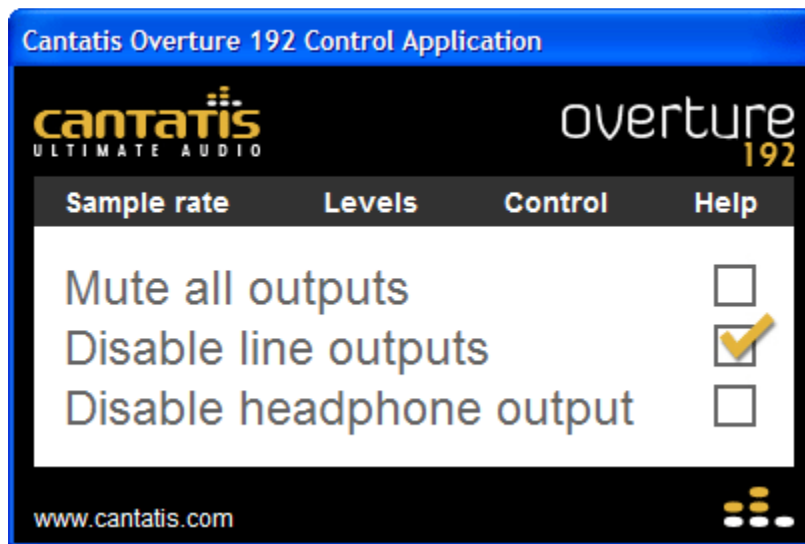 Cantatis Overture 192 Control Application
cantatis
ULTIMATE AUDIO
overture
192
Sample rate Levels Control Help
Mute all outputs
Disable line outputs
Disable headphone output
www.cantatis.com